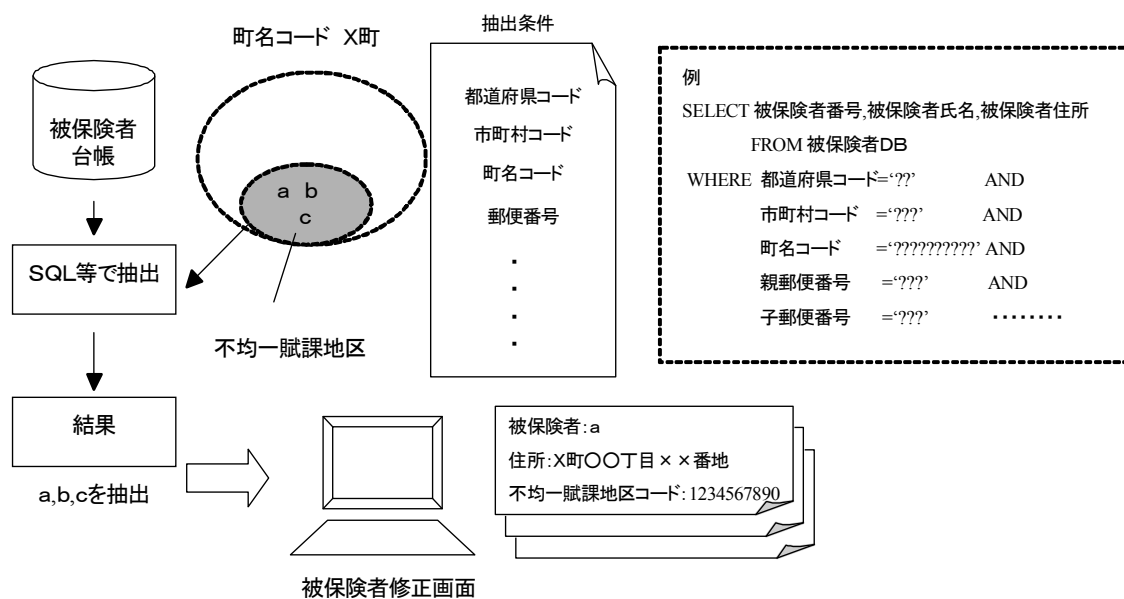 町名コード X町
抽出条件
被保険者
台帳
a b
c
都道府県コード
市町村コード
町名コード
郵便番号
・
・
・
・
例
SELECT 被保険者番号,被保険者氏名,被保険者住所
FROM 被保険者DB
WHERE 都道府県コード=‘??’ AND
市町村コード =‘???’ AND
町名コード =‘??????????’ AND
親郵便番号 =‘???’ AND
子郵便番号 =‘???’ ・・・・・・・・
SQL等で抽出
不均一賦課地区
結果
a,b,cを抽出
被保険者:a
住所:X町〇〇丁目××番地
不均一賦課地区コード:1234567890
被保険者修正画面